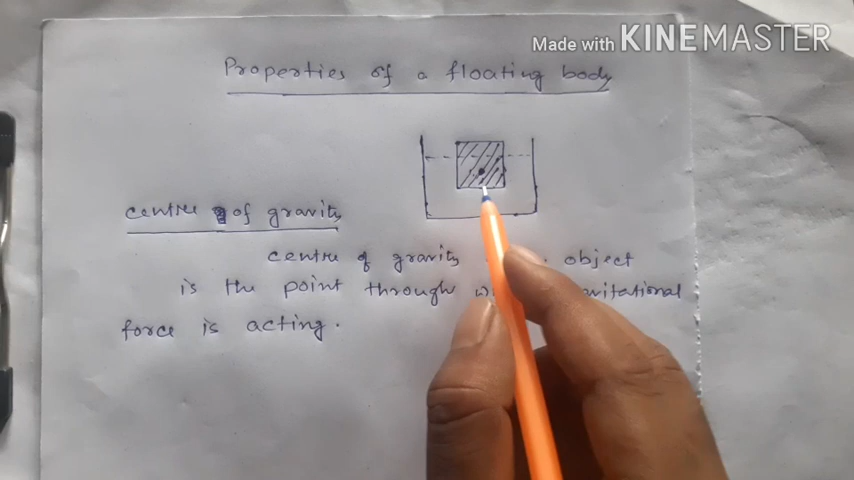 Made with KINEMASTER
Properties of a floating body
centre of gravity
centre of gravity object
is the point through
force is acting.